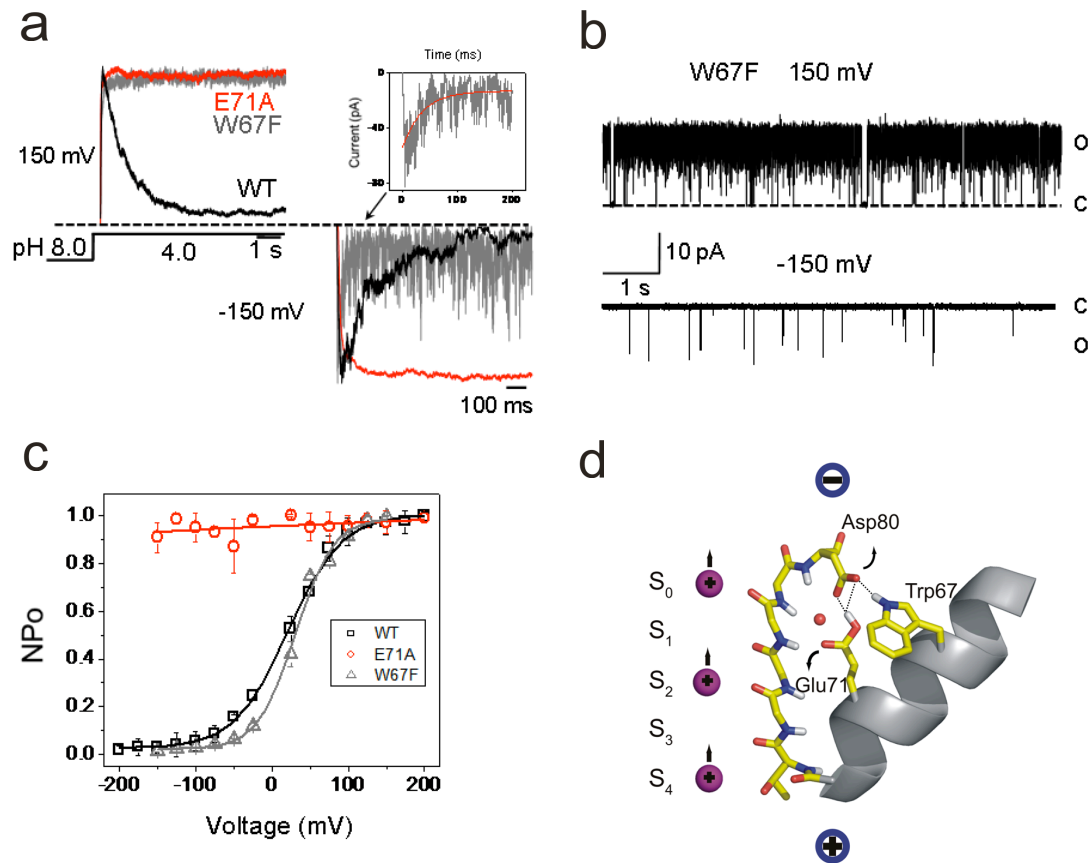 a
E71A
W67F
150 mV
WT
pH 8.0
4.0
1 s
-150 mV
100 ms
Time (ms)
Current (pA)
0
-40
-80
0
100
200
b
W67F 150 mV
O
C
10 pA
1 s
-150 mV
C
O
c
NPo
1.0
0.8
0.6
0.4
0.2
0.0
WT
E71A
W67F
-200
-100
0
100
200
Voltage (mV)
d
−
Asp80
Trp67
Glu71
S0
S1
S2
S3
S4
+
+
+
+